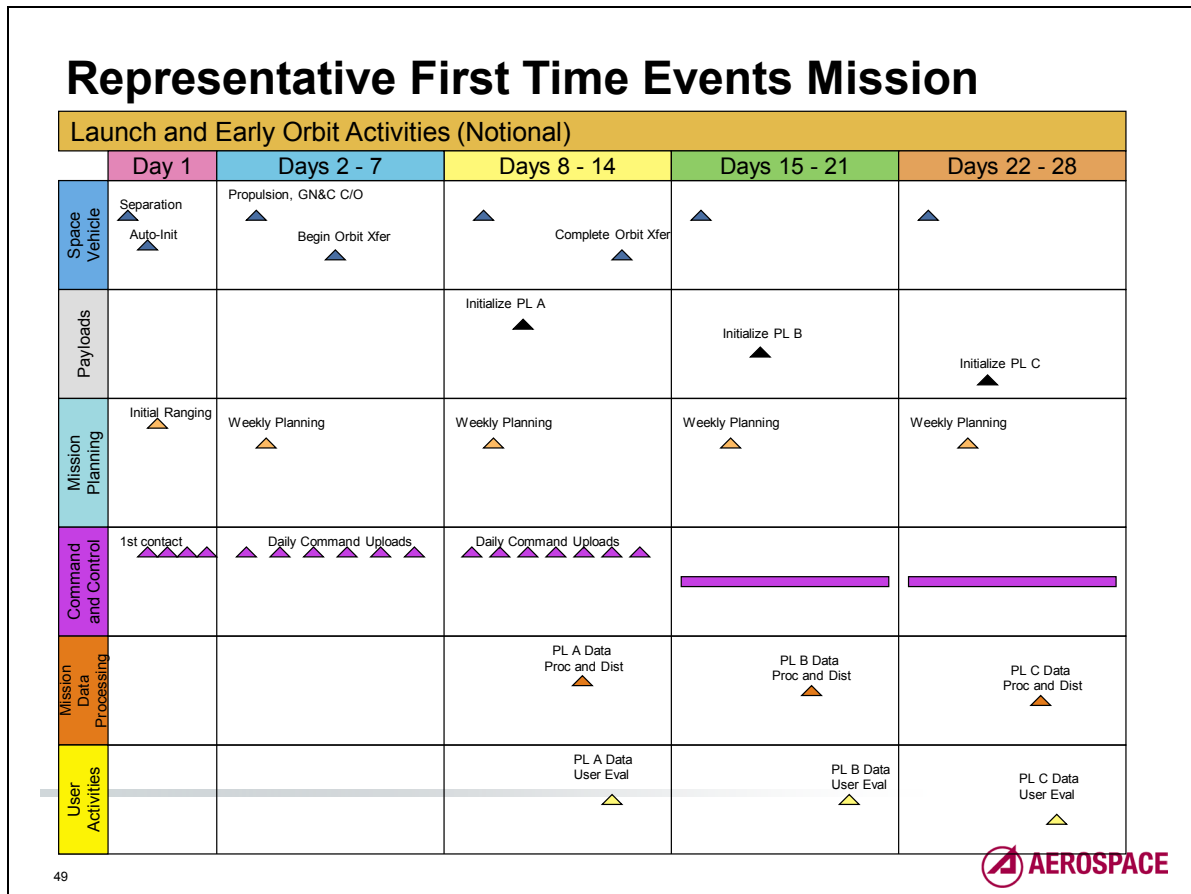 Representative First Time Events Mission
Launch and Early Orbit Activities (Notional)
Day 1
Days 2 - 7
Days 8 - 14
Days 15 - 21
Days 22 - 28
Space
Vehicle
Separation
Auto-Init
Propulsion, GN&C C/O
Begin Orbit Xfer
Complete Orbit Xfer
Payloads
Initialize PL A
Initialize PL B
Initialize PL C
Mission
Planning
Initial Ranging
Weekly Planning
Weekly Planning
Weekly Planning
Weekly Planning
Command
and Control
1st contact
Daily Command Uploads
Daily Command Uploads
Mission
Data
Processing
PL A Data
Proc and Dist
PL B Data
Proc and Dist
PL C Data
Proc and Dist
User
Activities
PL A Data
User Eval
PL B Data
User Eval
PL C Data
User Eval
49
AEROSPACE